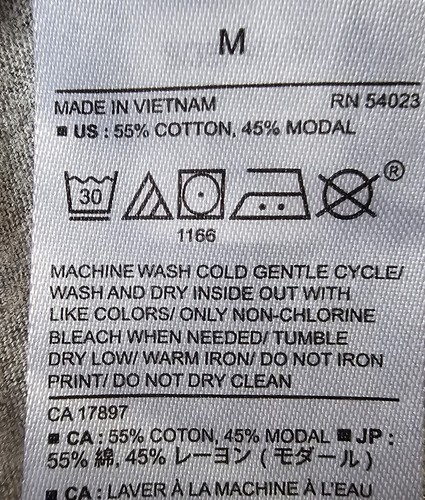 M
MADE IN VIETNAM RN 54023
■ US : 55% COTTON, 45% MODAL
30 ®
1166
MACHINE WASH COLD GENTLE CYCLE/
WASH AND DRY INSIDE OUT WITH
LIKE COLORS/ ONLY NON-CHLORINE
BLEACH WHEN NEEDED/ TUMBLE
DRY LOW/ WARM IRON/ DO NOT IRON
PRINT/ DO NOT DRY CLEAN
CA 17897
■ CA : 55% COTON, 45% MODAL ■ JP :
55% 綿, 45% レーヨン ( モダール )
■ CA : LAVER À LA MACHINE À L'EAU